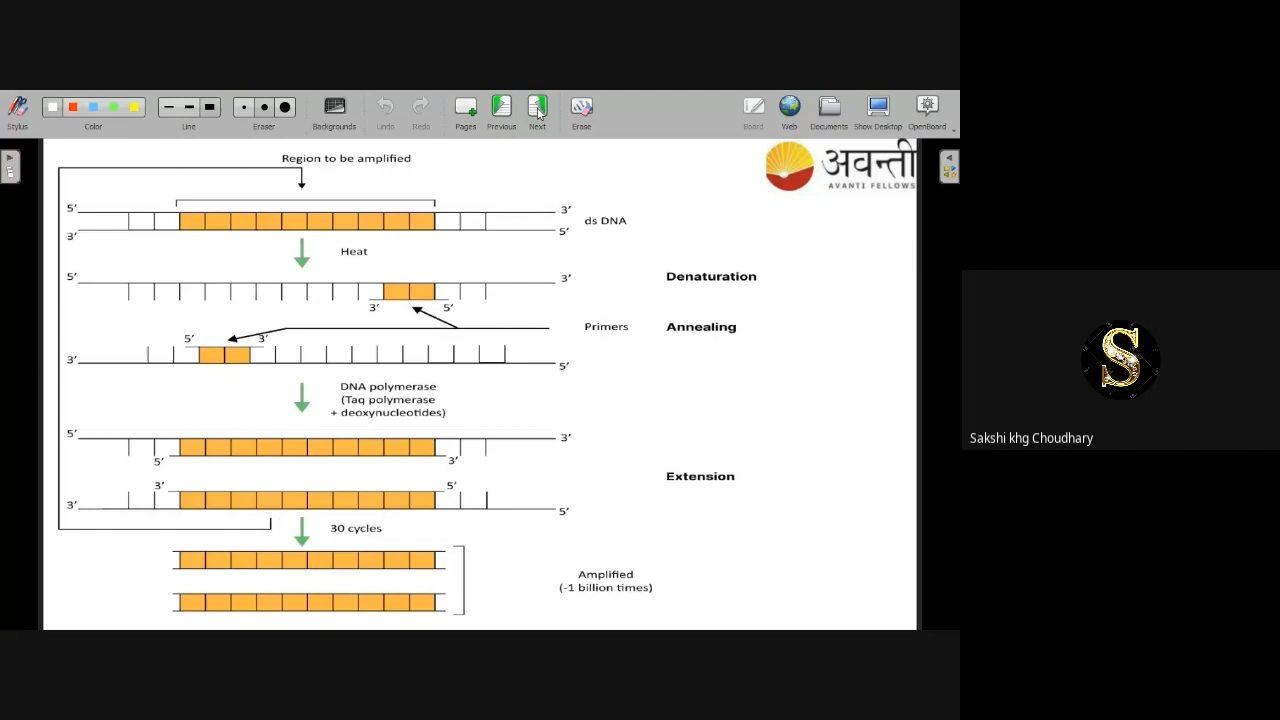 Stylus
Color
Line
Eraser
Backgrounds
Undo
Redo
Pages
Previous
Next
Erase
Board
Web
Documents
Show Desktop
OpenBoard
अवन्ती
AVANTI FELLOWS
Region to be amplified
5’
3’
3’
5’
ds DNA
Heat
5’
3’
Denaturation
3’
5’
Primers
Annealing
5’
3’
3’
5’
DNA polymerase
(Taq polymerase
+ deoxynucleotides)
5’
3’
5’
3’
Extension
3’
5’
3’
5’
30 cycles
Amplified
(-1 billion times)
S
Sakshi khg Choudhary